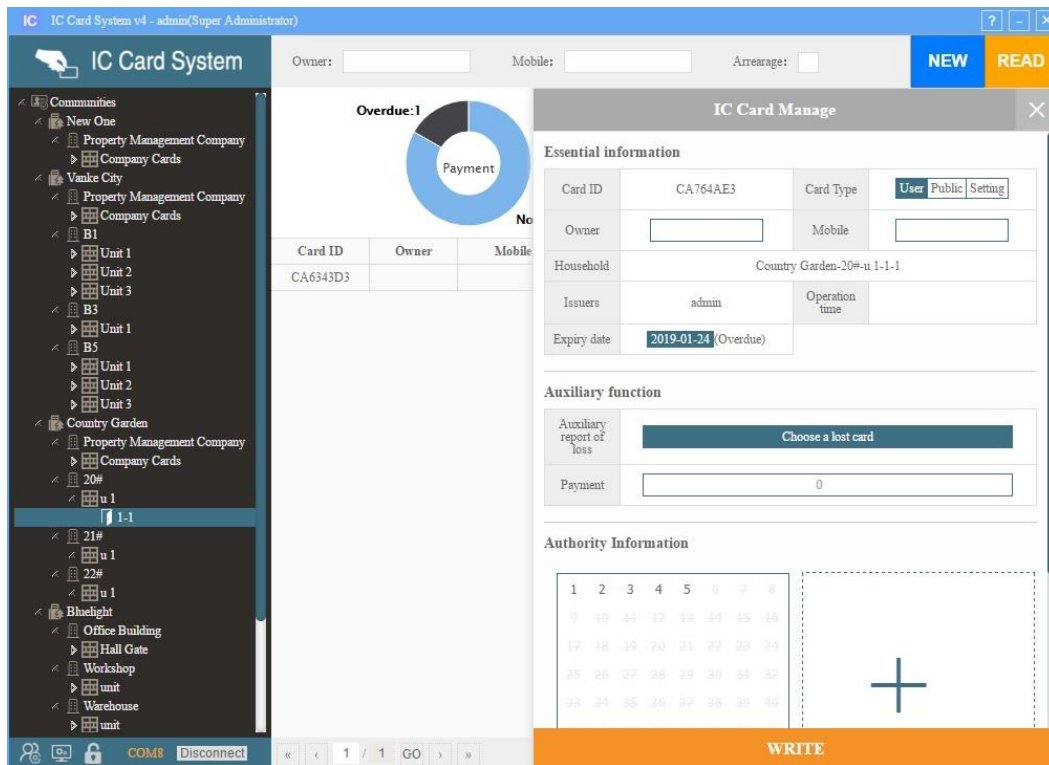 IC IC Card System v4 - admin(Super Administrator) ? -
IC Card System
Owner: Mobile: Arrearage: NEW READ
Communities
New One
Property Management Company
Company Cards
Vanke City
Property Management Company
Company Cards
B1
Unit 1
Unit 2
Unit 3
B3
Unit 1
B5
Unit 1
Unit 2
Unit 3
Country Garden
Property Management Company
Company Cards
20#
u 1
1-1
21#
u 1
22#
u 1
Bluelight
Office Building
Hall Gate
Workshop
unit
Warehouse
unit
COM8 Disconnect
Overdue:1
Payment
No
Card ID Owner Mobile
CA6343D3
« ‹ 1 / 1 GO › »
IC Card Manage
Essential information
Card ID CA764AE3 Card Type User Public Setting
Owner Mobile
Household Country Garden-20#-u 1-1-1
Issuers admin Operation time
Expiry date 2019-01-24 (Overdue)
Auxiliary function
Auxiliary report of loss Choose a lost card
Payment 0
Authority Information
1 2 3 4 5 6 7 8
9 10 11 12 13 14 15 16
17 18 19 20 21 22 23 24
25 26 27 28 29 30 31 32
33 34 35 36 37 38 39 40
WRITE